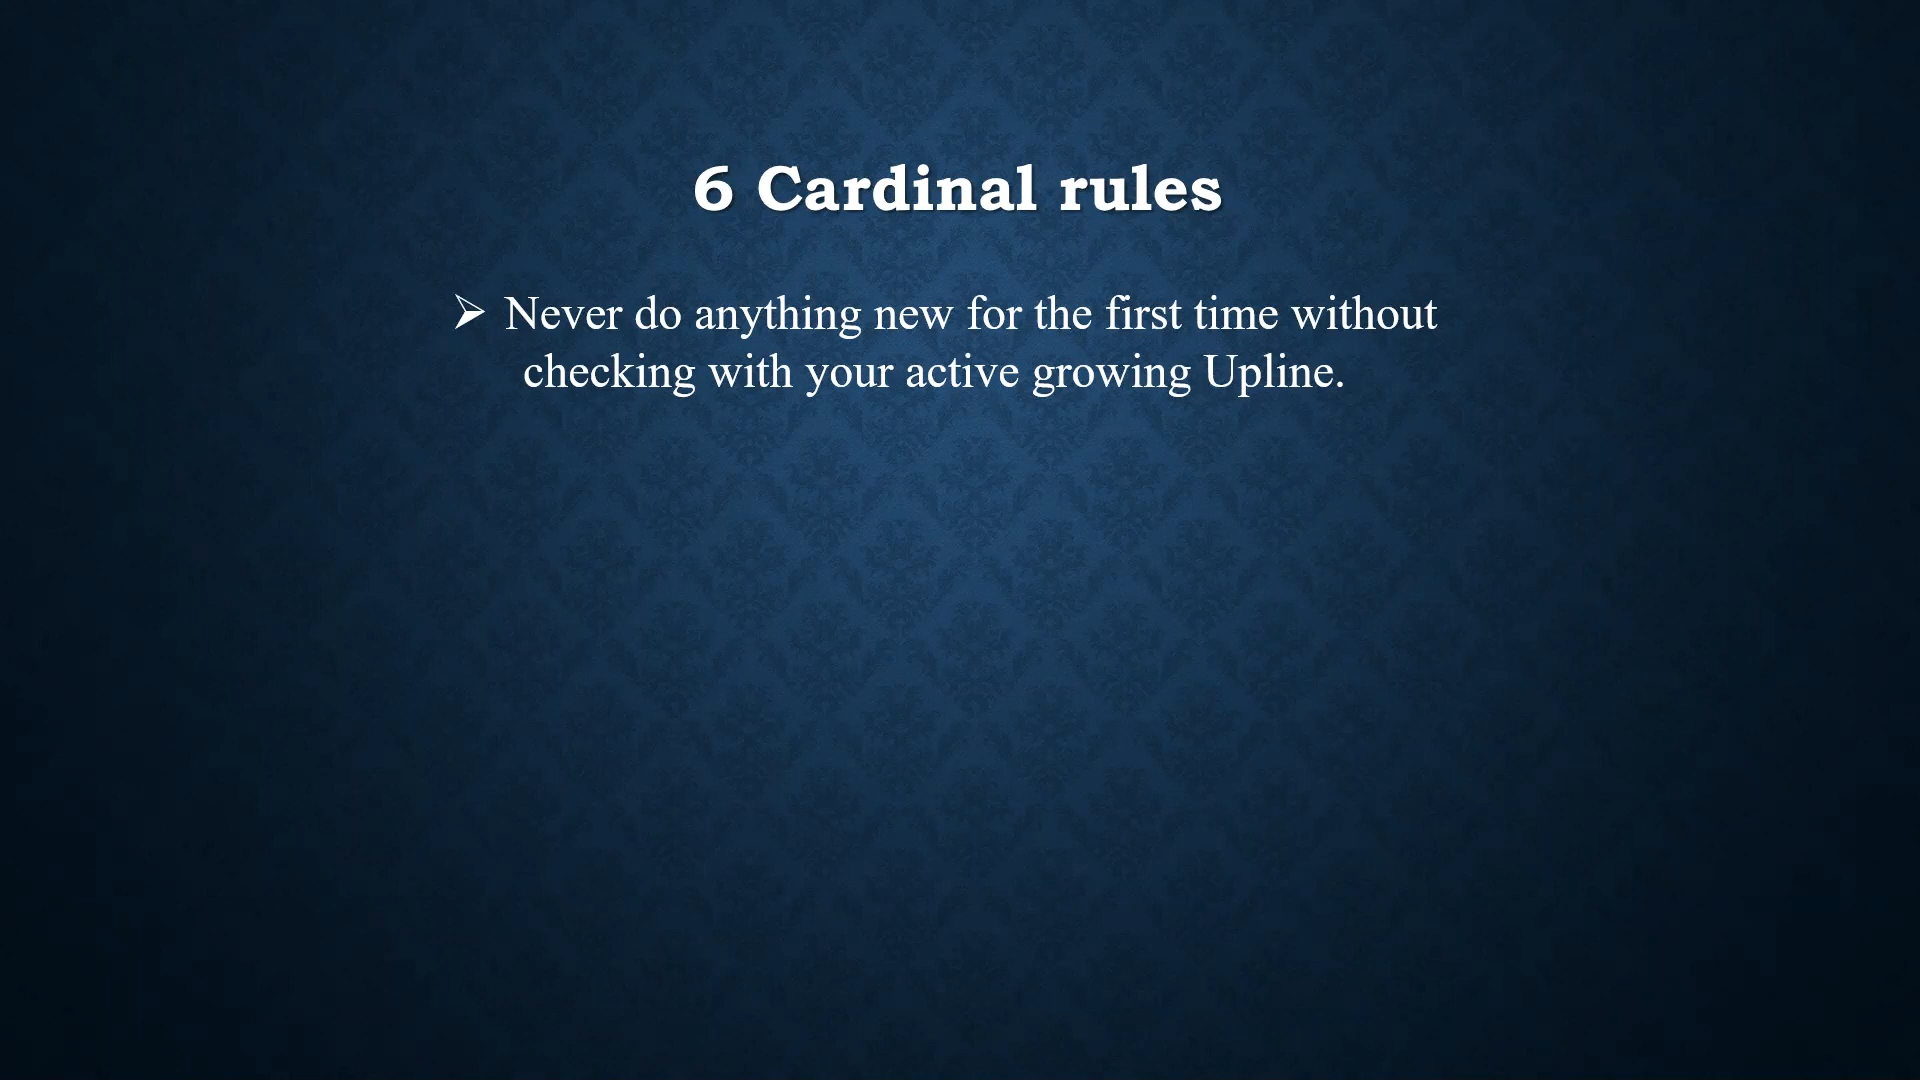 6 Cardinal rules
➢ Never do anything new for the first time without
checking with your active growing Upline.